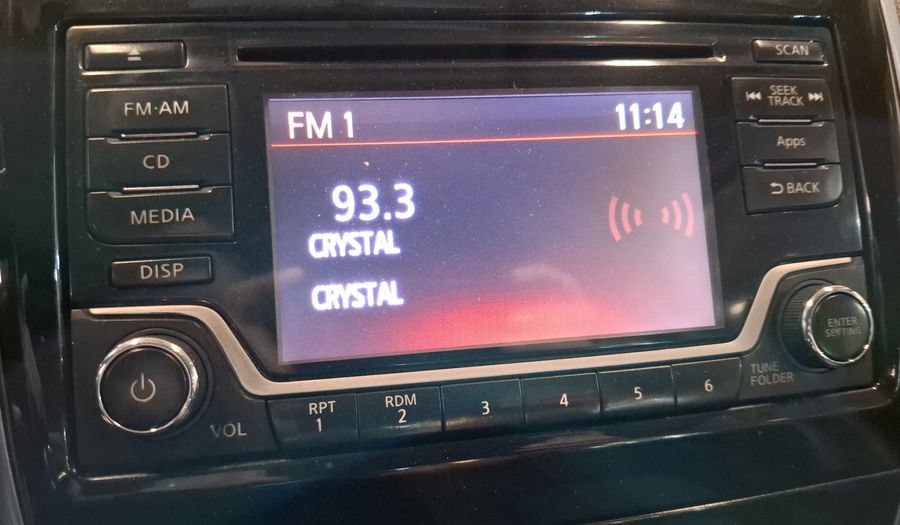 SCAN
FM·AM
CD
MEDIA
DISP
FM 1 11:14
93.3
CRYSTAL
CRYSTAL
SEEK
TRACK
Apps
BACK
ENTER
SETTING
TUNE
FOLDER
VOL
RPT
1
RDM
2
3
4
5
6